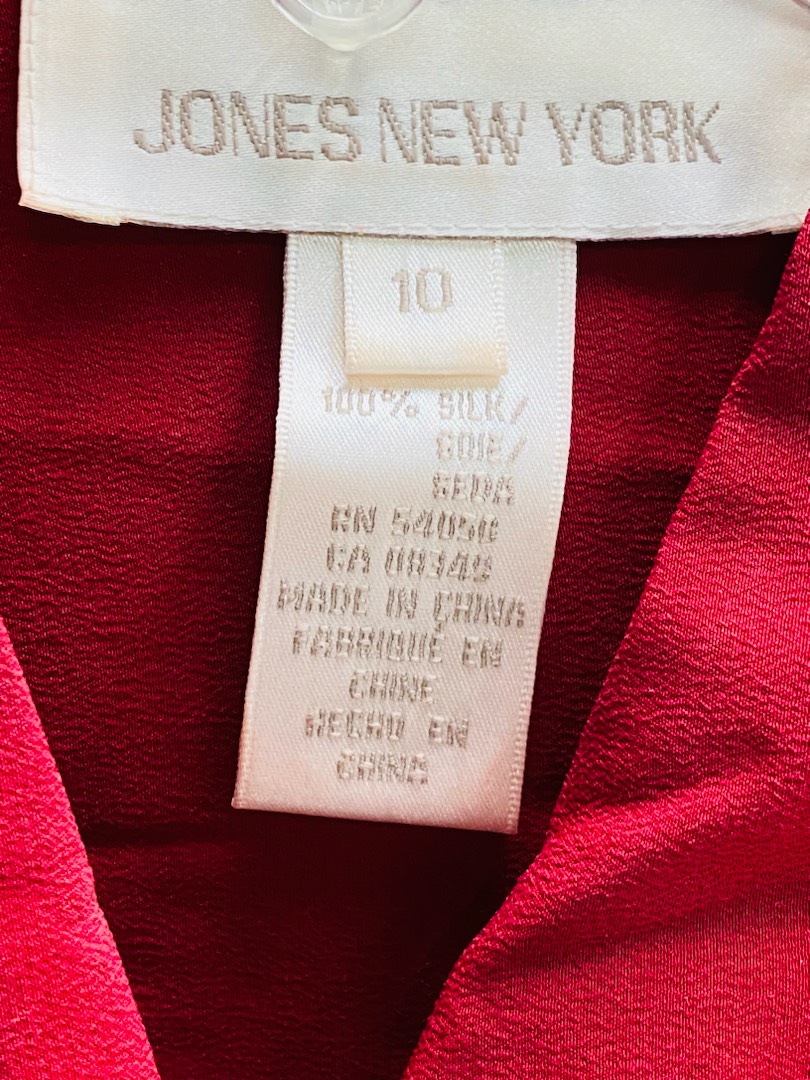 JONES NEW YORK
10
100% SILK/
SOIE/
SEDA
RN 54050
CA 08349
MADE IN CHINA
FABRIQUÉ EN
CHINE
HECHO EN
CHINA